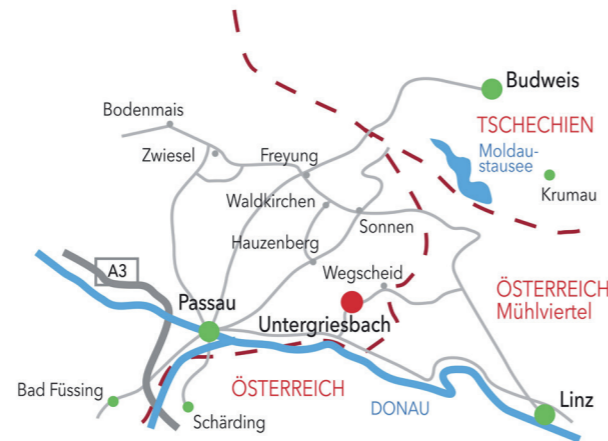 Budweis
Bodenmais
TSCHECHIEN
Zwiesel
Freyung
Moldau-
stausee
Krumau
Waldkirchen
Sonnen
Hauzenberg
Wegscheid
A3
ÖSTERREICH
Mühlviertel
Passau
Untergriesbach
Bad Füssing
ÖSTERREICH
Schärding
DONAU
Linz